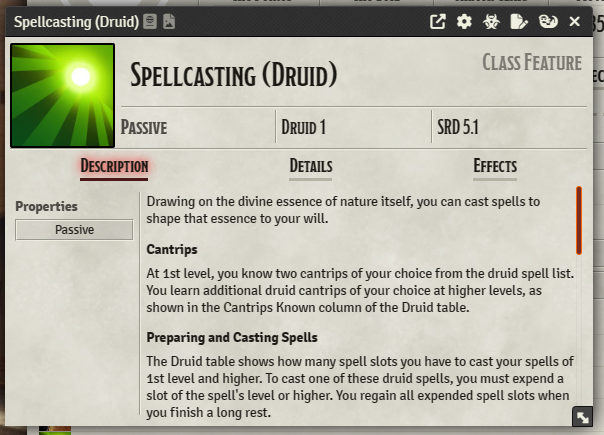 Spellcasting (Druid)
SPELLCASTING (DRUID)
CLASS FEATURE
PASSIVE
DRUID 1
SRD 5.1
DESCRIPTION
DETAILS
EFFECTS
Properties
Passive
Drawing on the divine essence of nature itself, you can cast spells to
shape that essence to your will.
Cantrips
At 1st level, you know two cantrips of your choice from the druid spell list.
You learn additional druid cantrips of your choice at higher levels, as
shown in the Cantrips Known column of the Druid table.
Preparing and Casting Spells
The Druid table shows how many spell slots you have to cast your spells of
1st level and higher. To cast one of these druid spells, you must expend a
slot of the spell's level or higher. You regain all expended spell slots when
you finish a long rest.